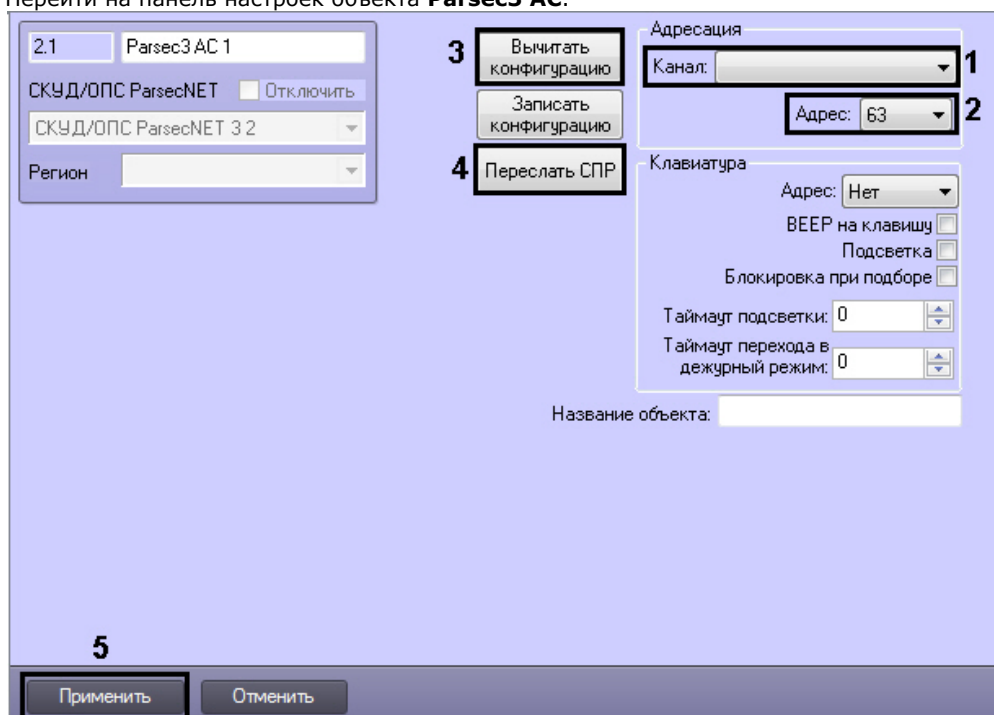 Перейти на панель настроек объекта Parsec3 AC.
2.1 Parsec3 AC 1
СКУД/ОПС ParsecNET Отключить
СКУД/ОПС ParsecNET 3 2
Регион
3 Вычитать
конфигурацию
Записать
конфигурацию
4 Переслать СПР
Адресация
Канал: 1
Адрес: 63 2
Клавиатура
Адрес: Нет
BEEP на клавишу
Подсветка
Блокировка при подборе
Таймаут подсветки: 0
Таймаут перехода в
дежурный режим: 0
Название объекта:
5
Применить Отменить